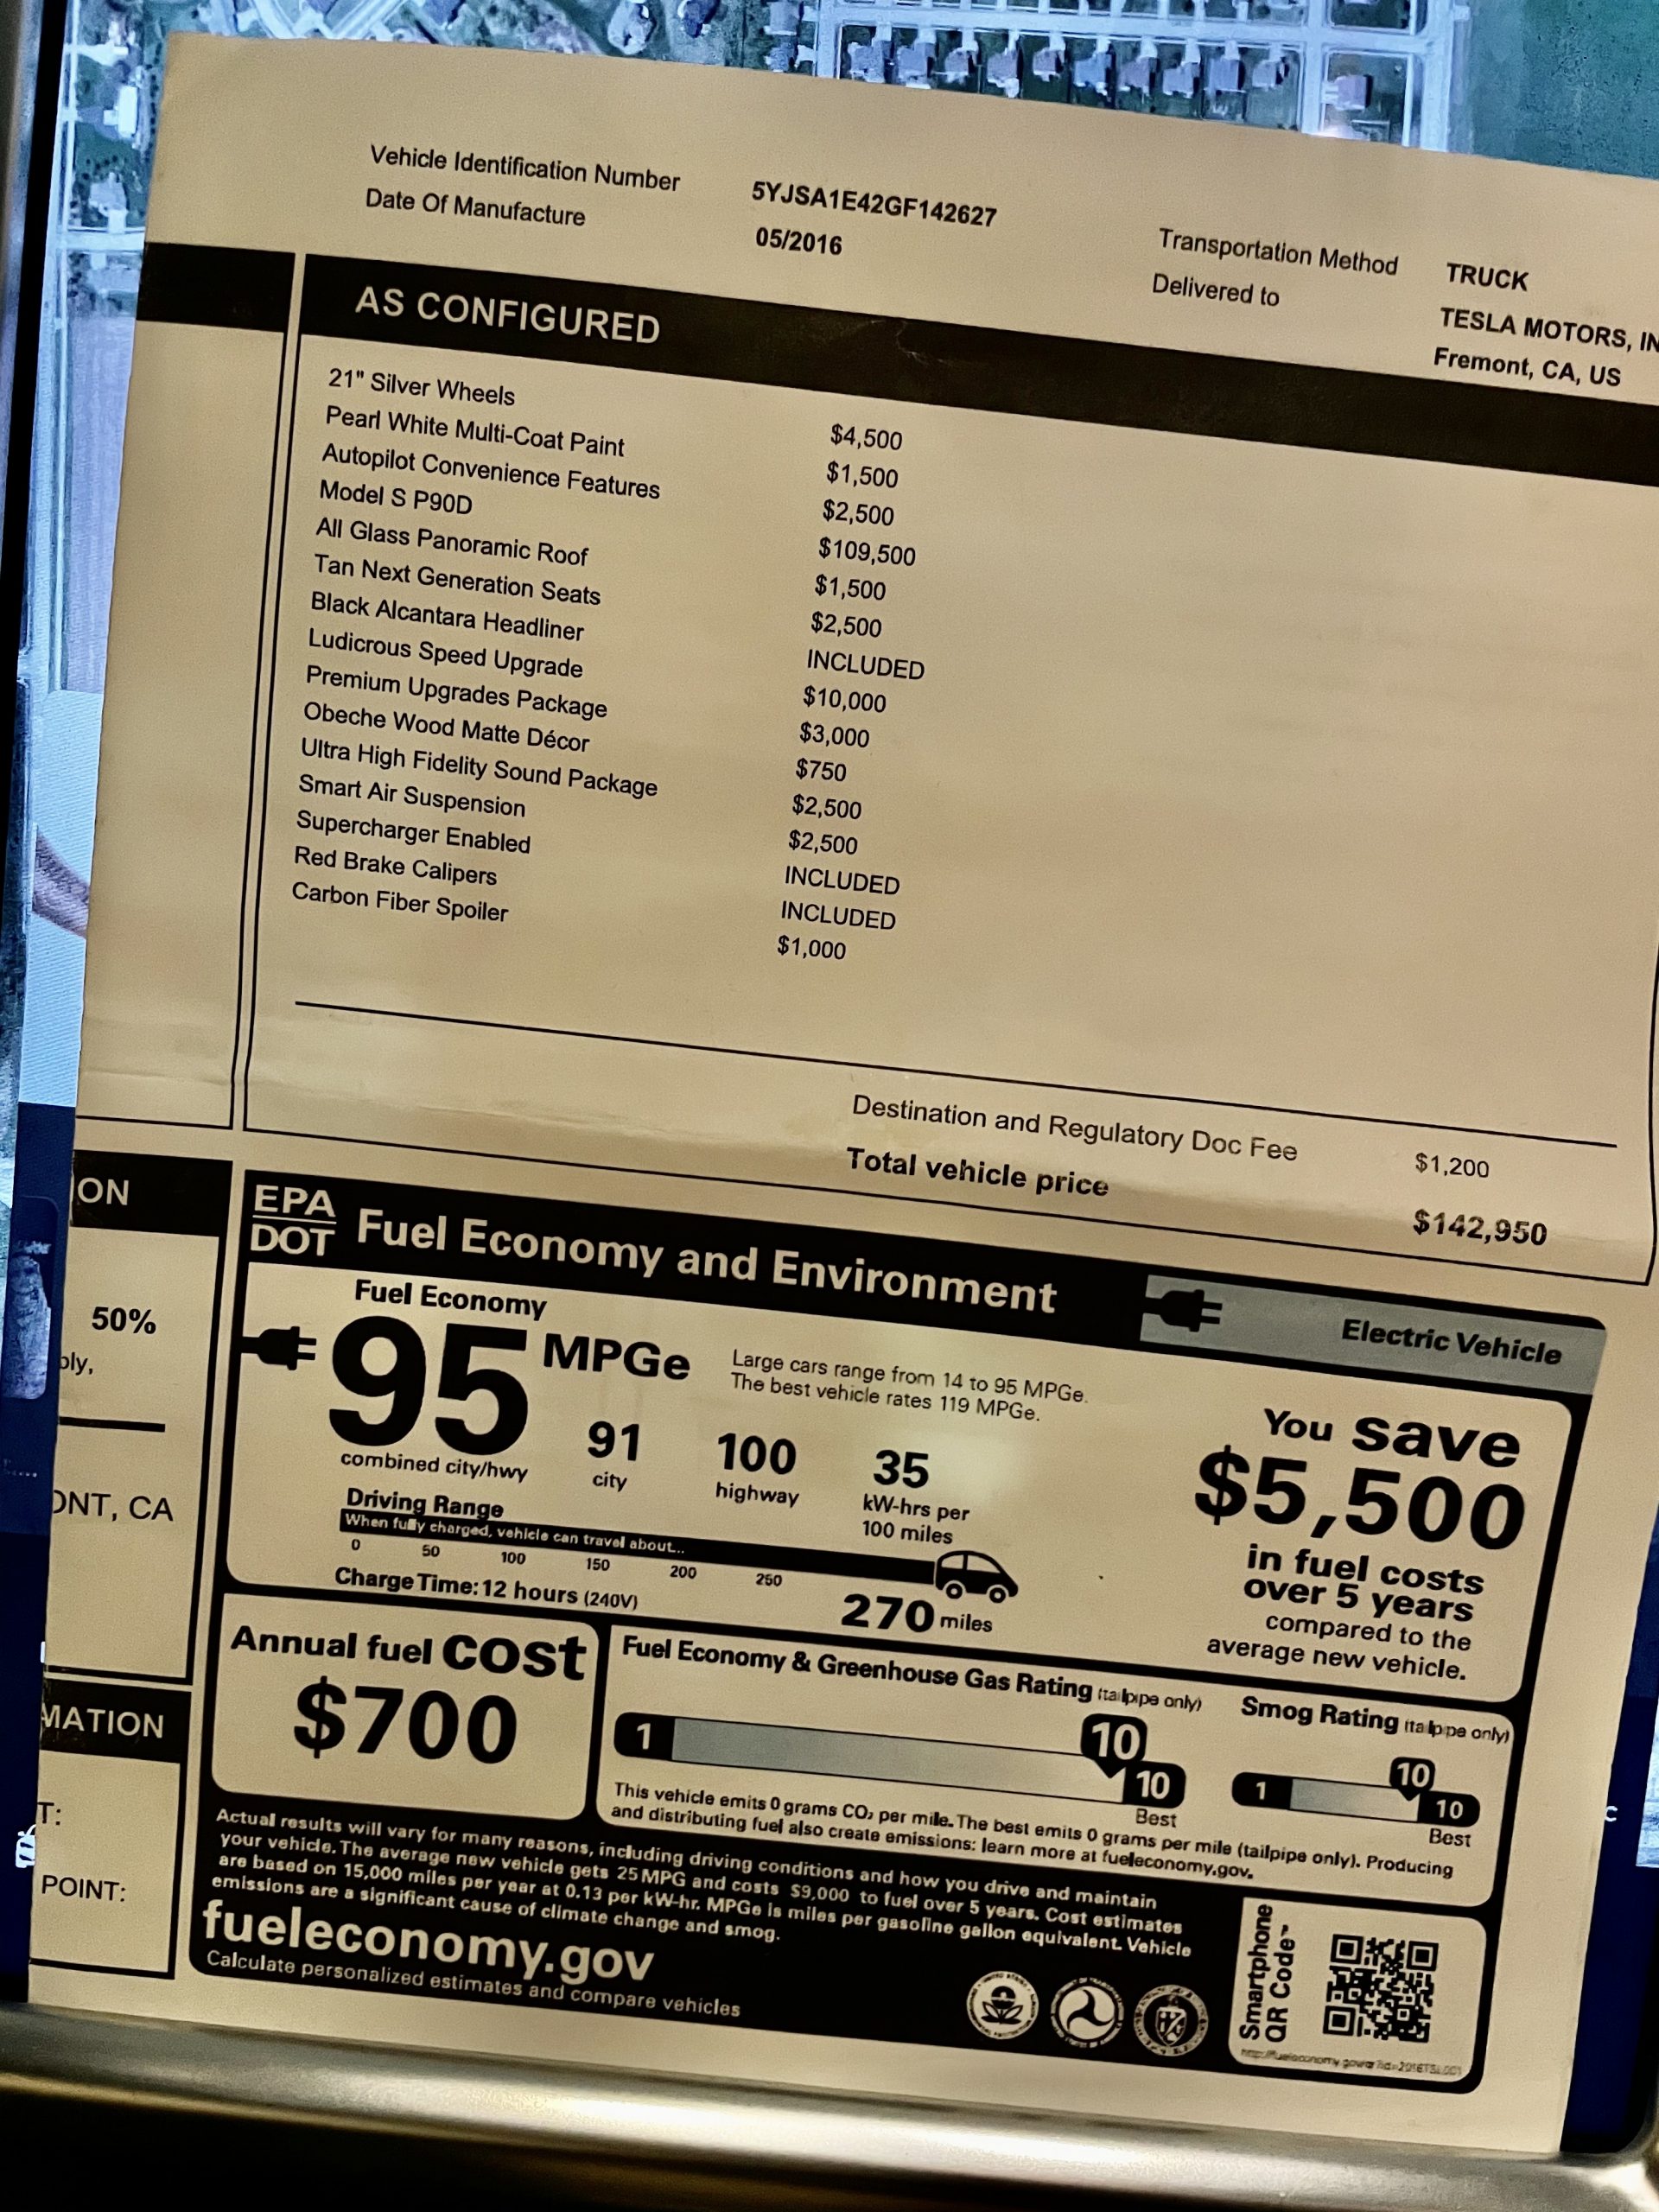 Vehicle Identification Number 5YJSA1E42GF142627
Date Of Manufacture 05/2016
Transportation Method TRUCK
Delivered to TESLA MOTORS, IN
Fremont, CA, US
AS CONFIGURED
21" Silver Wheels $4,500
Pearl White Multi-Coat Paint $1,500
Autopilot Convenience Features $2,500
Model S P90D $109,500
All Glass Panoramic Roof $1,500
Tan Next Generation Seats $2,500
Black Alcantara Headliner INCLUDED
Ludicrous Speed Upgrade $10,000
Premium Upgrades Package $3,000
Obeche Wood Matte Décor $750
Ultra High Fidelity Sound Package $2,500
Smart Air Suspension $2,500
Supercharger Enabled INCLUDED
Red Brake Calipers INCLUDED
Carbon Fiber Spoiler $1,000
Destination and Regulatory Doc Fee $1,200
Total vehicle price $142,950
ON
50%
ply,
ONT, CA
MATION
T:
POINT:
EPA
DOT
Fuel Economy and Environment
Electric Vehicle
Fuel Economy
95 MPGe
combined city/hwy
91
city
100
highway
35
kW-hrs per
100 miles
Large cars range from 14 to 95 MPGe.
The best vehicle rates 119 MPGe.
You save
$5,500
in fuel costs
over 5 years
compared to the
average new vehicle.
Driving Range
When fully charged, vehicle can travel about...
0 50 100 150 200 250
270 miles
Charge Time: 12 hours (240V)
Annual fuel cost
$700
Fuel Economy & Greenhouse Gas Rating (tailpipe only)
1 10 10
Best
Smog Rating (tailpipe only)
1 10 10
Best
This vehicle emits 0 grams CO₂ per mile. The best emits 0 grams per mile (tailpipe only). Producing
and distributing fuel also create emissions: learn more at fueleconomy.gov.
Actual results will vary for many reasons, including driving conditions and how you drive and maintain
your vehicle. The average new vehicle gets 25 MPG and costs $9,000 to fuel over 5 years. Cost estimates
are based on 15,000 miles per year at 0.13 per kW-hr. MPGe is miles per gasoline gallon equivalent. Vehicle
emissions are a significant cause of climate change and smog.
fueleconomy.gov
Calculate personalized estimates and compare vehicles
Smartphone
QR Code™